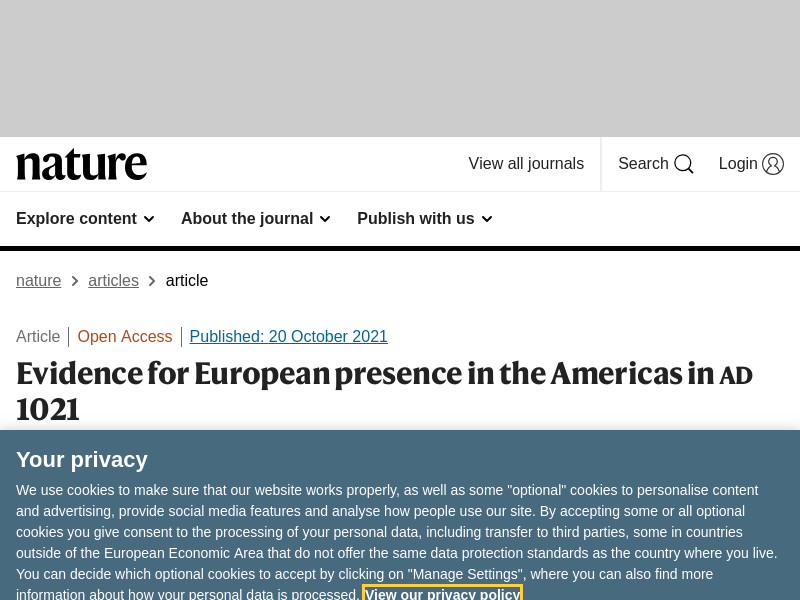 nature
View all journals Search Login
Explore content About the journal Publish with us
nature articles article
Article Open Access Published: 20 October 2021
Evidence for European presence in the Americas in AD
1021
Your privacy
We use cookies to make sure that our website works properly, as well as some "optional" cookies to personalise content
and advertising, provide social media features and analyse how people use our site. By accepting some or all optional
cookies you give consent to the processing of your personal data, including transfer to third parties, some in countries
outside of the European Economic Area that do not offer the same data protection standards as the country where you live.
You can decide which optional cookies to accept by clicking on "Manage Settings", where you can also find more
information about how your personal data is processed. View our privacy policy